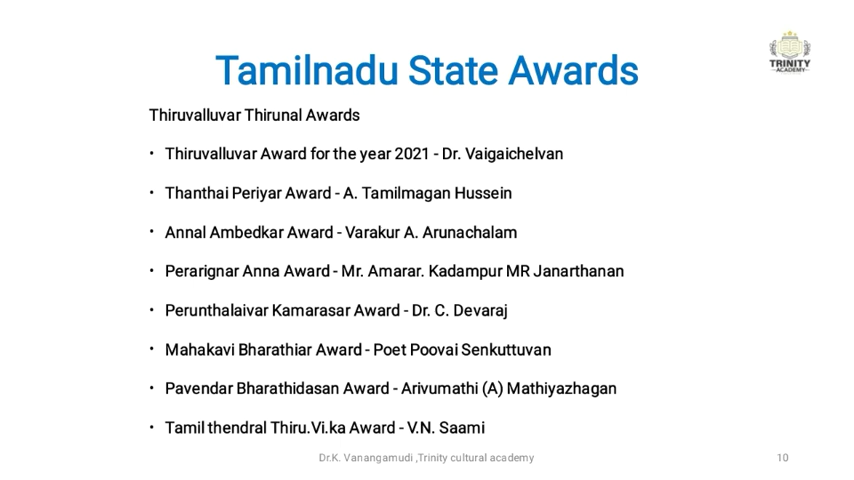 TRINITY
ACADEMY
Tamilnadu State Awards
Thiruvalluvar Thirunal Awards
• Thiruvalluvar Award for the year 2021 - Dr. Vaigaichelvan
• Thanthai Periyar Award - A. Tamilmagan Hussein
• Annal Ambedkar Award - Varakur A. Arunachalam
• Perarignar Anna Award - Mr. Amarar. Kadampur MR Janarthanan
• Perunthalaivar Kamarasar Award - Dr. C. Devaraj
• Mahakavi Bharathiar Award - Poet Poovai Senkuttuvan
• Pavendar Bharathidasan Award - Arivumathi (A) Mathiyazhagan
• Tamil thendral Thiru.Vi.ka Award - V.N. Saami
Dr.K. Vanangamudi ,Trinity cultural academy
10